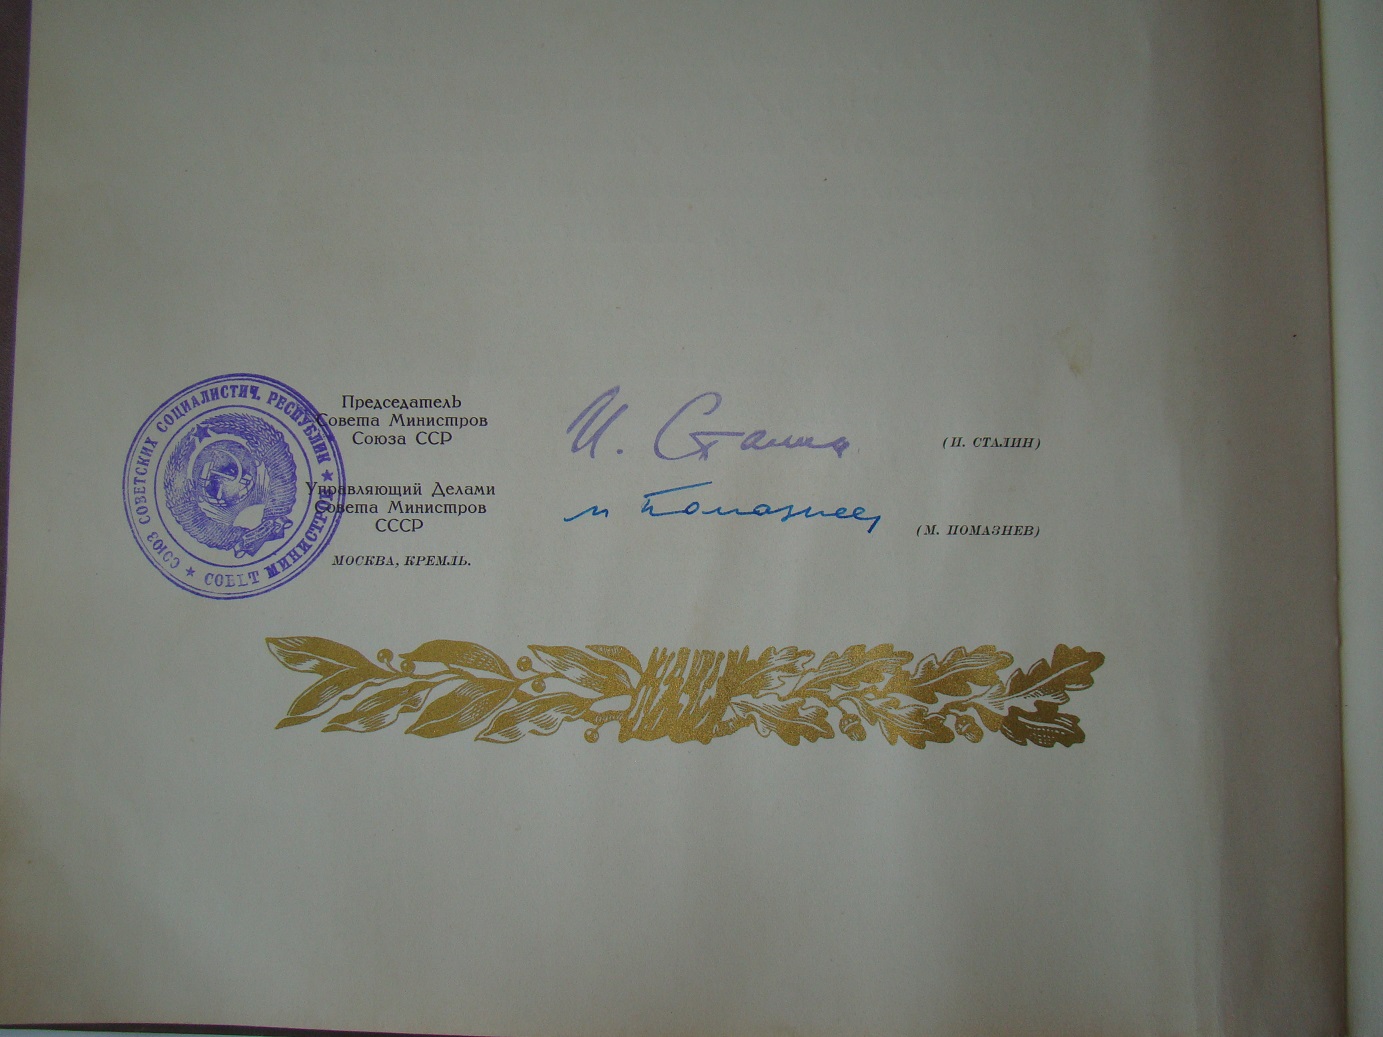 СОЮЗ СОВЕТСКИХ СОЦИАЛИСТИЧ. РЕСПУБЛИК ★ СОВЕТ МИНИСТРОВ ★
Председатель
Совета Министров
Союза ССР
И. Сталин
(И. СТАЛИН)
Управляющий Делами
Совета Министров
СССР
М Помазнев
(М. ПОМАЗНЕВ)
МОСКВА, КРЕМЛЬ.